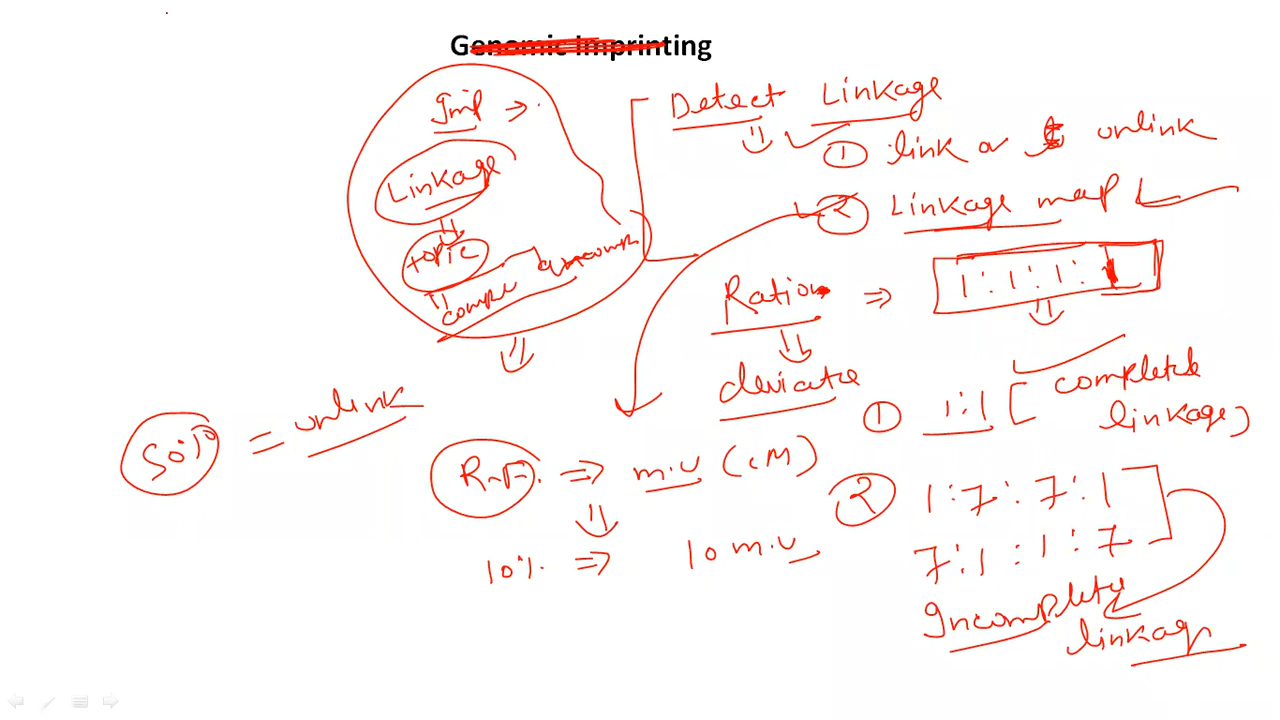 Genomic Imprinting
Imp ⇒
Linkage
⇓
topic
Detect Linkage
⇓
① link or unlink
② Linkage map
Ration ⇒ 1:1:1:1
⇓
deviate
① 1:1 [complete
linkage)
50% = unlink
R.F. ⇒ m.u (cM)
⇓
10% ⇒ 10 m.u
② 1:7:7:1
7:1:1:7
Incomplete
linkage